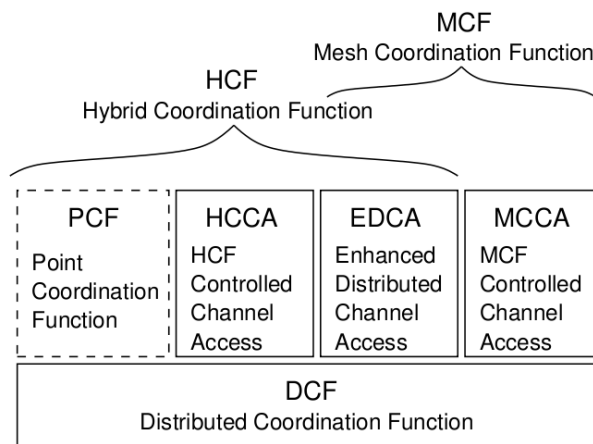 MCF
Mesh Coordination Function
HCF
Hybrid Coordination Function
PCF
Point
Coordination
Function
HCCA
HCF
Controlled
Channel
Access
EDCA
Enhanced
Distributed
Channel
Access
MCCA
MCF
Controlled
Channel
Access
DCF
Distributed Coordination Function